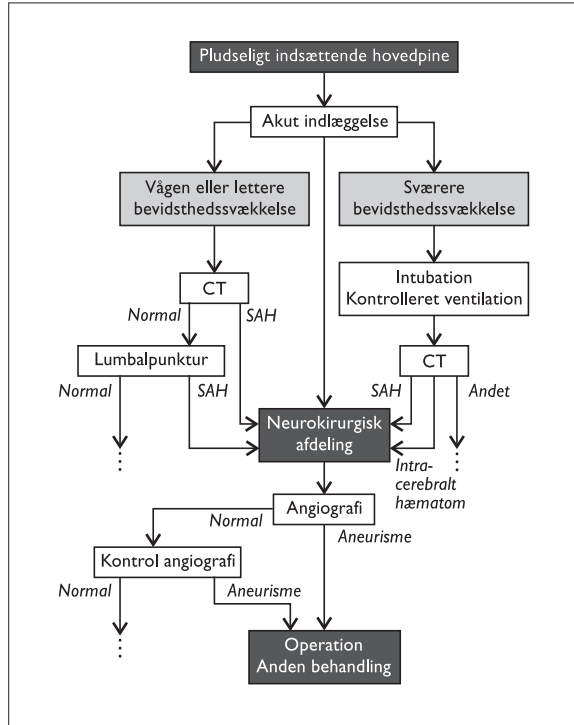 Pludseligt indsættende hovedpine
Akut indlæggelse
Vågen eller lettere
bevidsthedssvækkelse
Sværere
bevidsthedssvækkelse
CT
Intubation
Kontrolleret ventilation
Normal
SAH
Lumbalpunktur
CT
Normal
SAH
SAH
Andet
Neurokirurgisk
afdeling
Intra-
cerebralt
hæmatom
Angiografi
Normal
Aneurisme
Kontrol angiografi
Normal
Aneurisme
Operation
Anden behandling